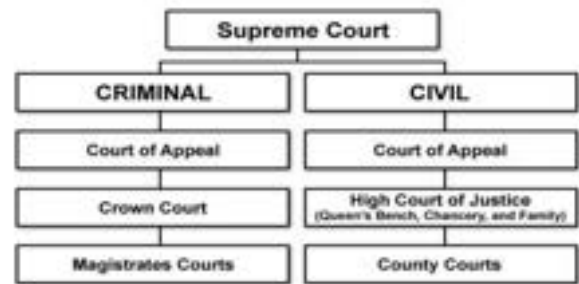 Supreme Court
CRIMINAL
CIVIL
Court of Appeal
Court of Appeal
Crown Court
High Court of Justice
(Queen's Bench, Chancery, and Family)
Magistrates Courts
County Courts